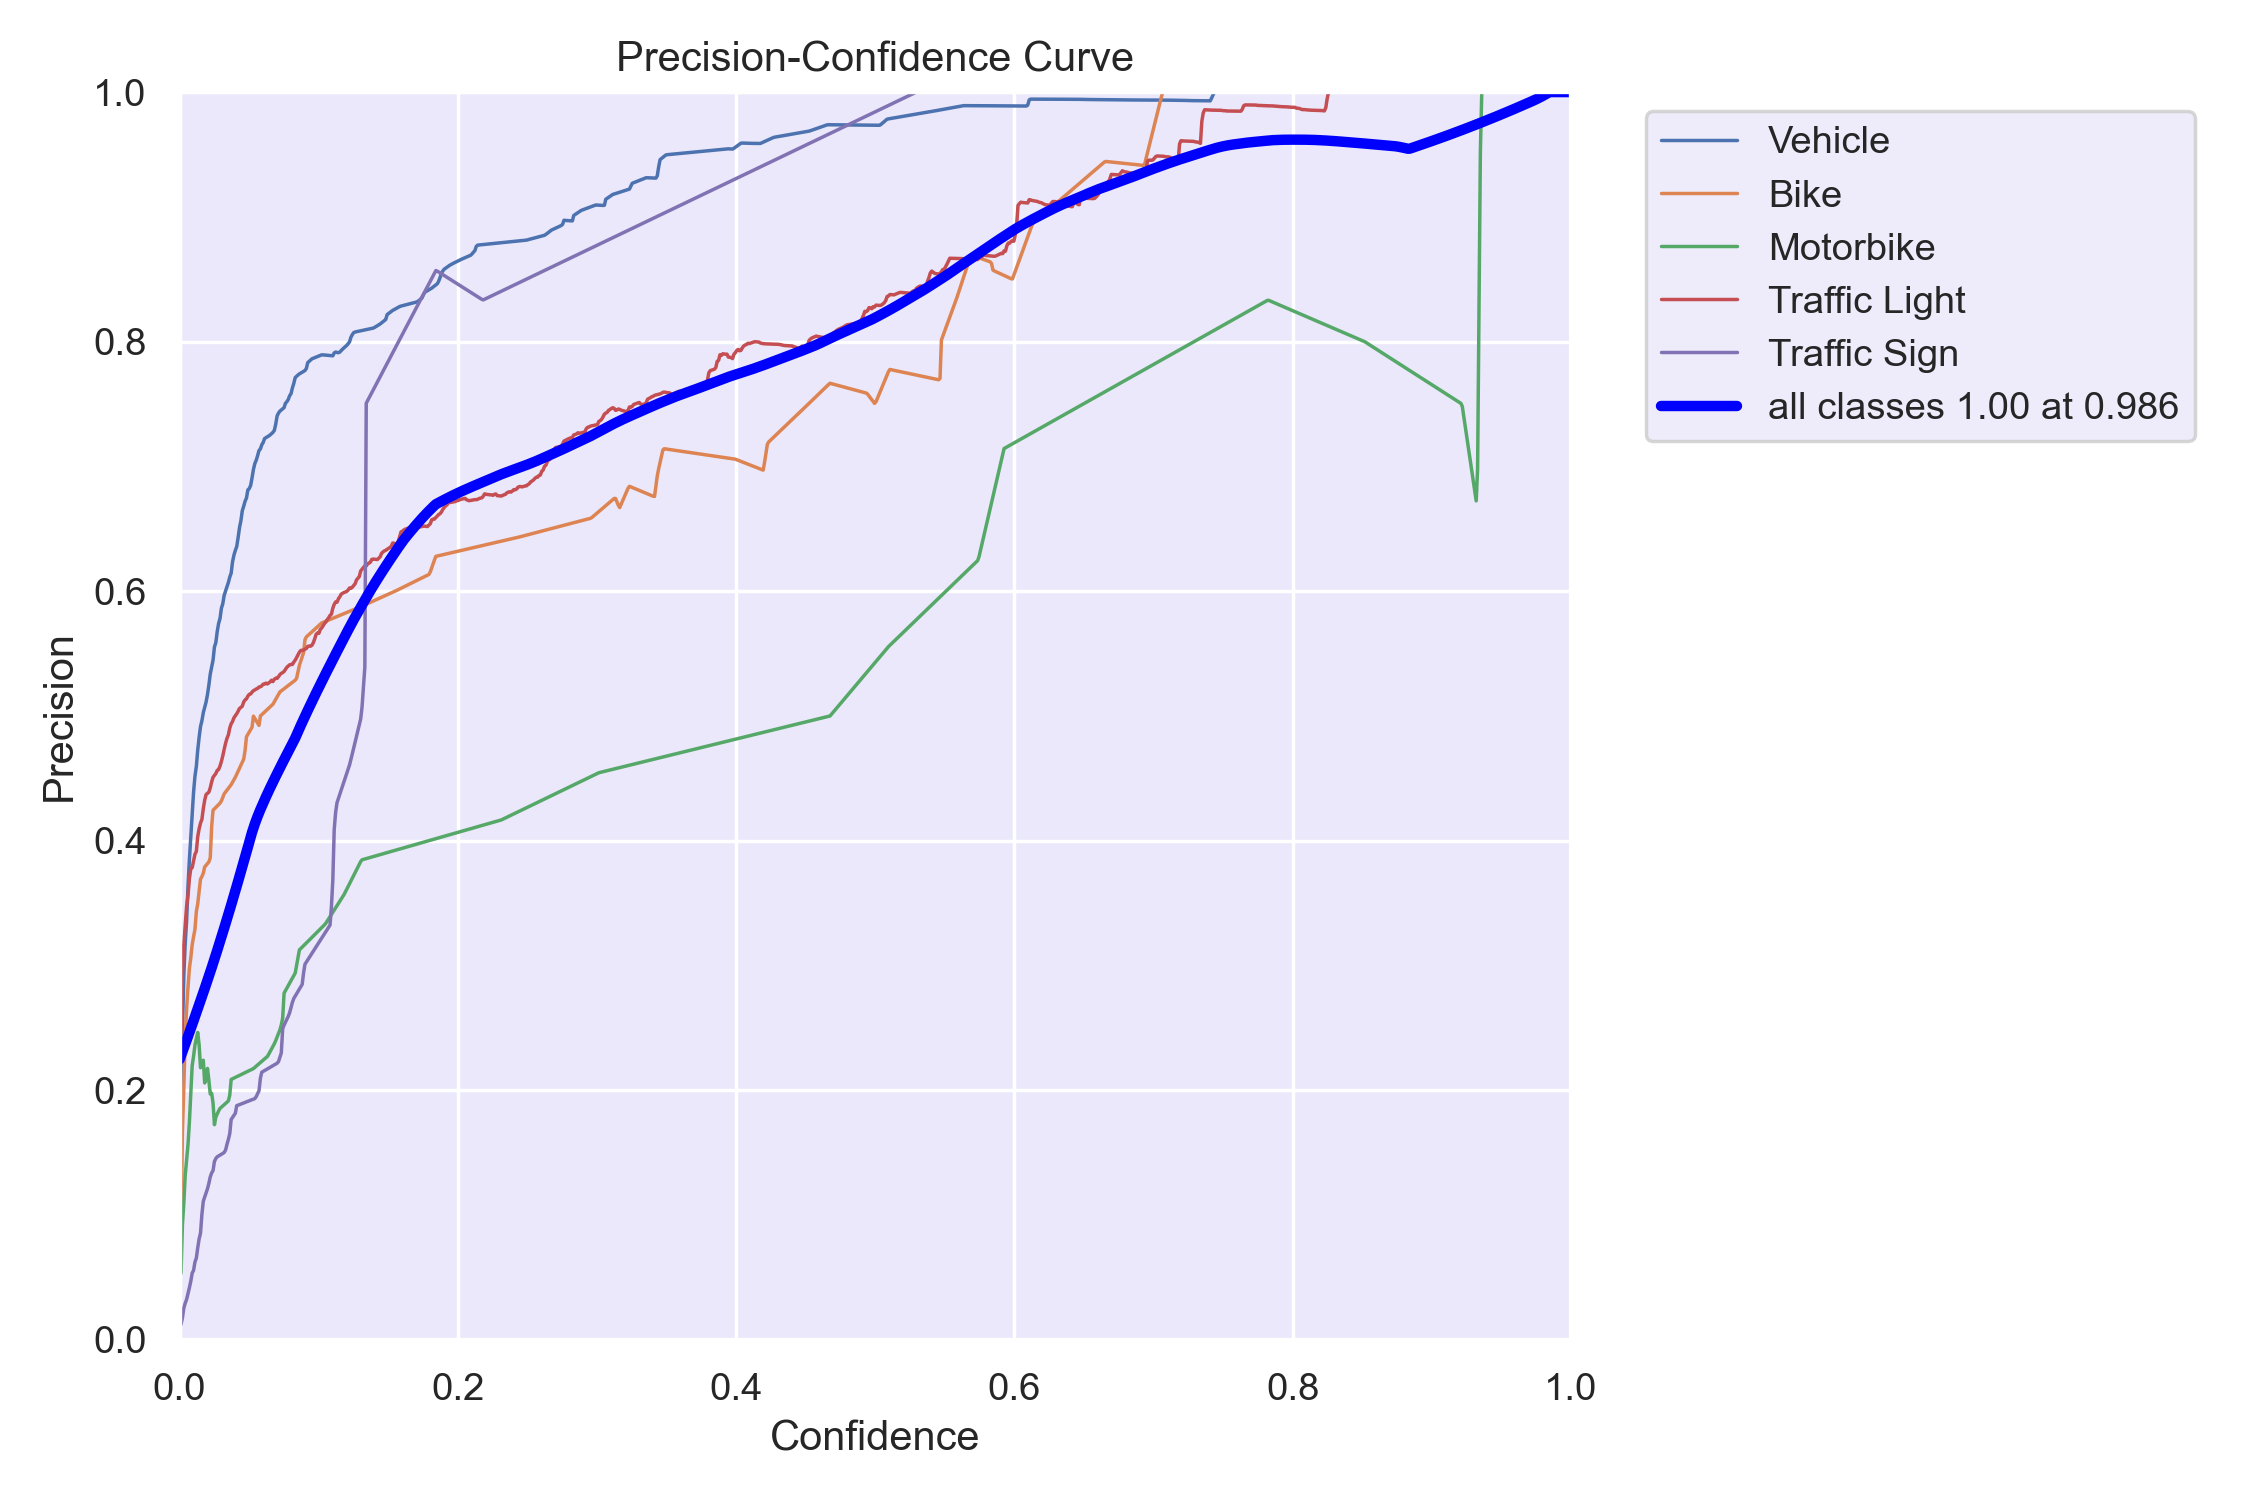 Precision-Confidence Curve
1.0
0.8
0.6
0.4
0.2
0.0
Precision
0.0 0.2 0.4 0.6 0.8 1.0
Confidence
Vehicle
Bike
Motorbike
Traffic Light
Traffic Sign
all classes 1.00 at 0.986